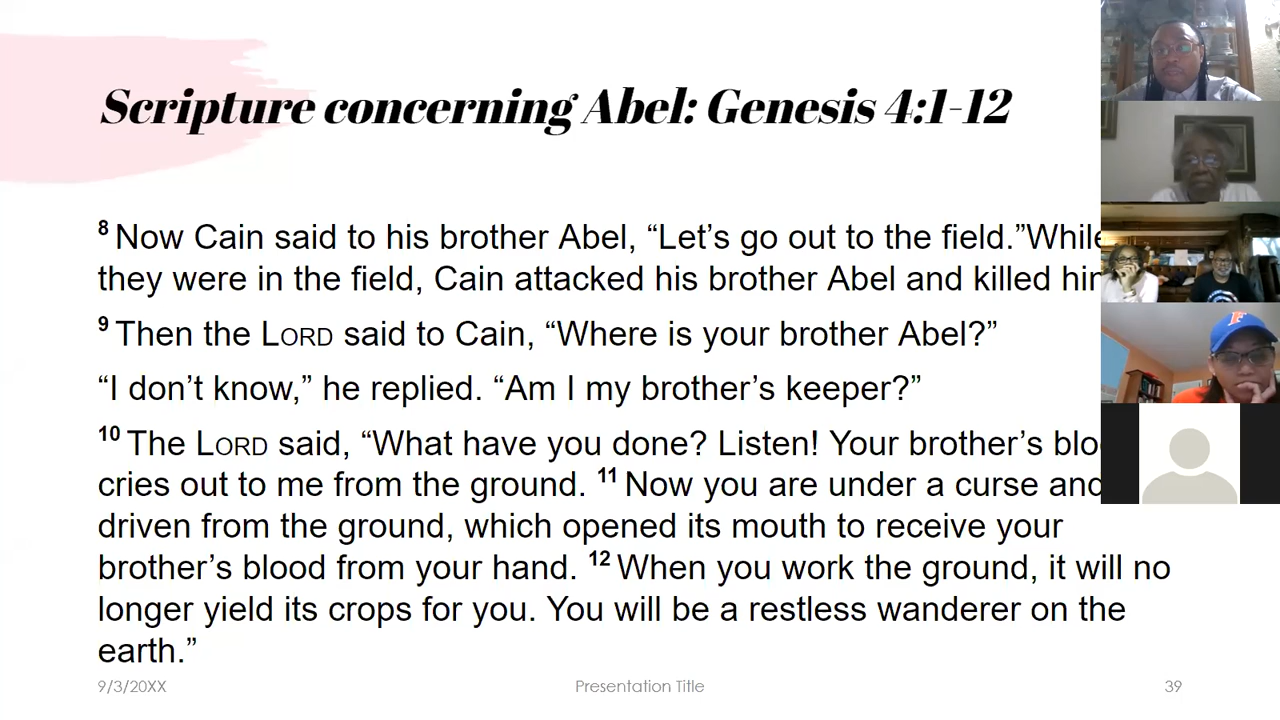 Scripture concerning Abel: Genesis 4:1-12
8 Now Cain said to his brother Abel, “Let’s go out to the field.”While
they were in the field, Cain attacked his brother Abel and killed
9 Then the LORD said to Cain, “Where is your brother Abel?”
“I don’t know,” he replied. “Am I my brother’s keeper?”
10 The LORD said, “What have you done? Listen! Your brother’s
cries out to me from the ground. 11 Now you are under a curse and
driven from the ground, which opened its mouth to receive your
brother’s blood from your hand. 12 When you work the ground, it will no
longer yield its crops for you. You will be a restless wanderer on the
earth.”
9/3/20XX
Presentation Title
39
F